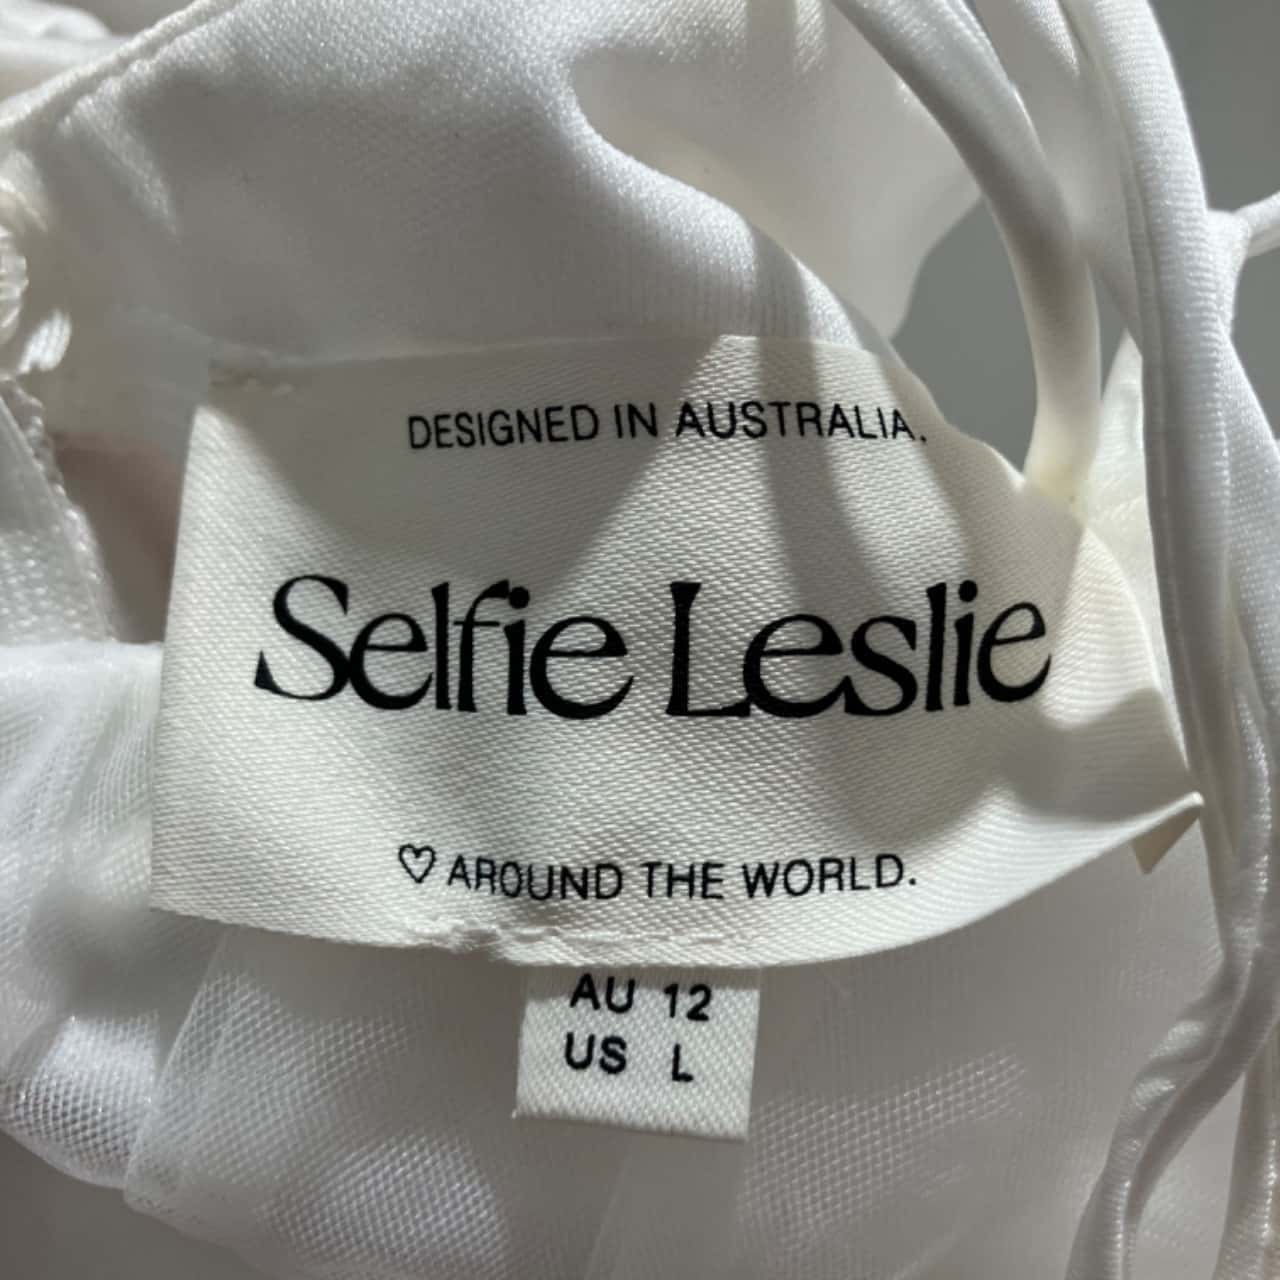 DESIGNED IN AUSTRALIA.
Selfie Leslie
♡ AROUND THE WORLD.
AU 12
US L